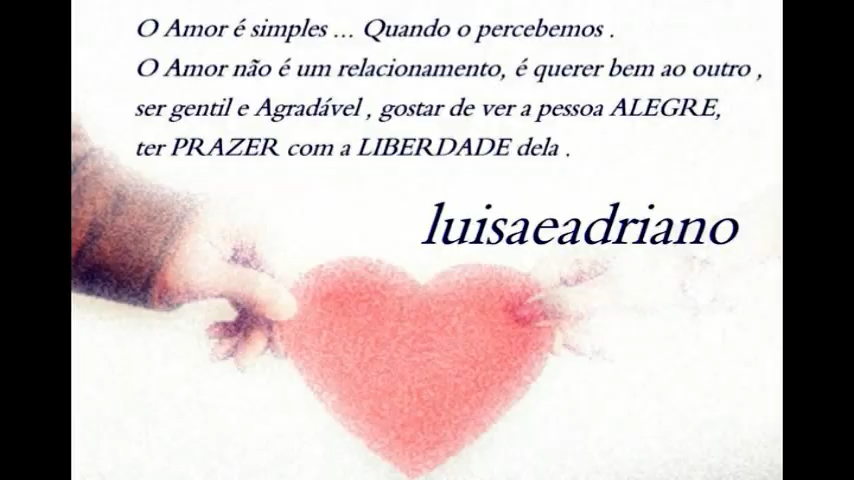 O Amor é simples ... Quando o percebemos .
O Amor não é um relacionamento, é querer bem ao outro ,
ser gentil e Agradável , gostar de ver a pessoa ALEGRE,
ter PRAZER com a LIBERDADE dela .
luisaeadriano